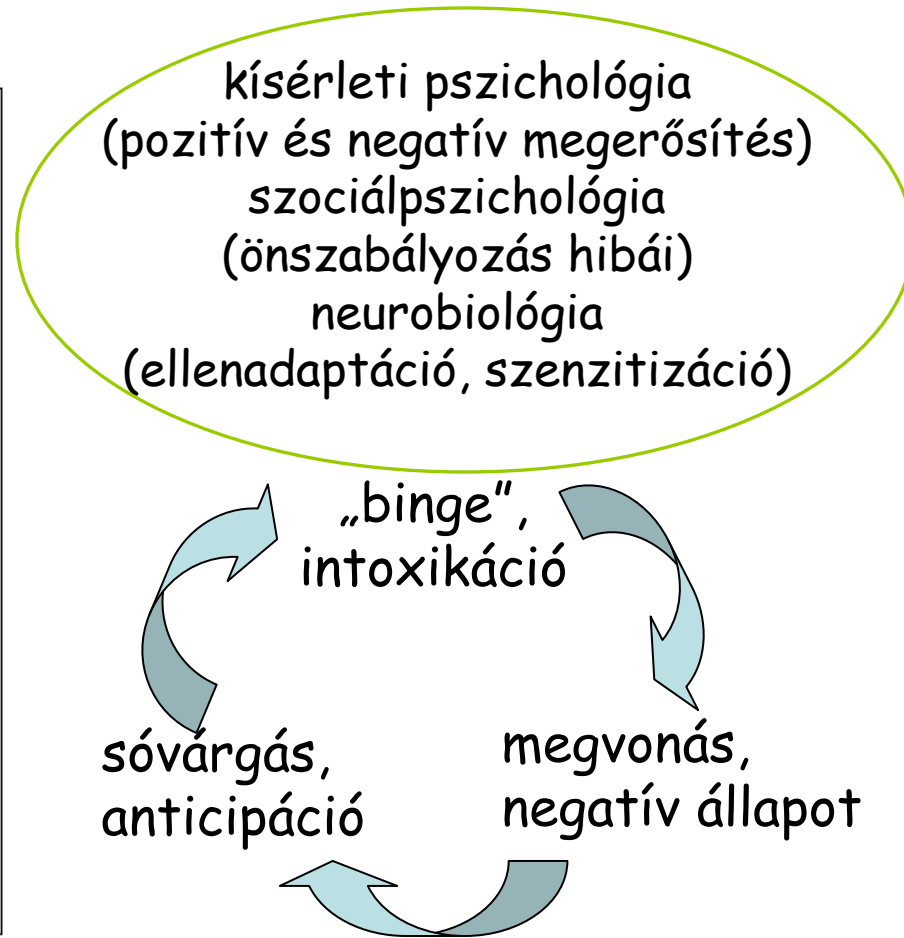 kísérleti pszichológia
(pozitív és negatív megerősítés)
szociálpszichológia
(önszabályozás hibái)
neurobiológia
(ellenadaptáció, szenzitizáció)
„binge”,
intoxikáció
sóvárgás,
anticipáció
megvonás,
negatív állapot